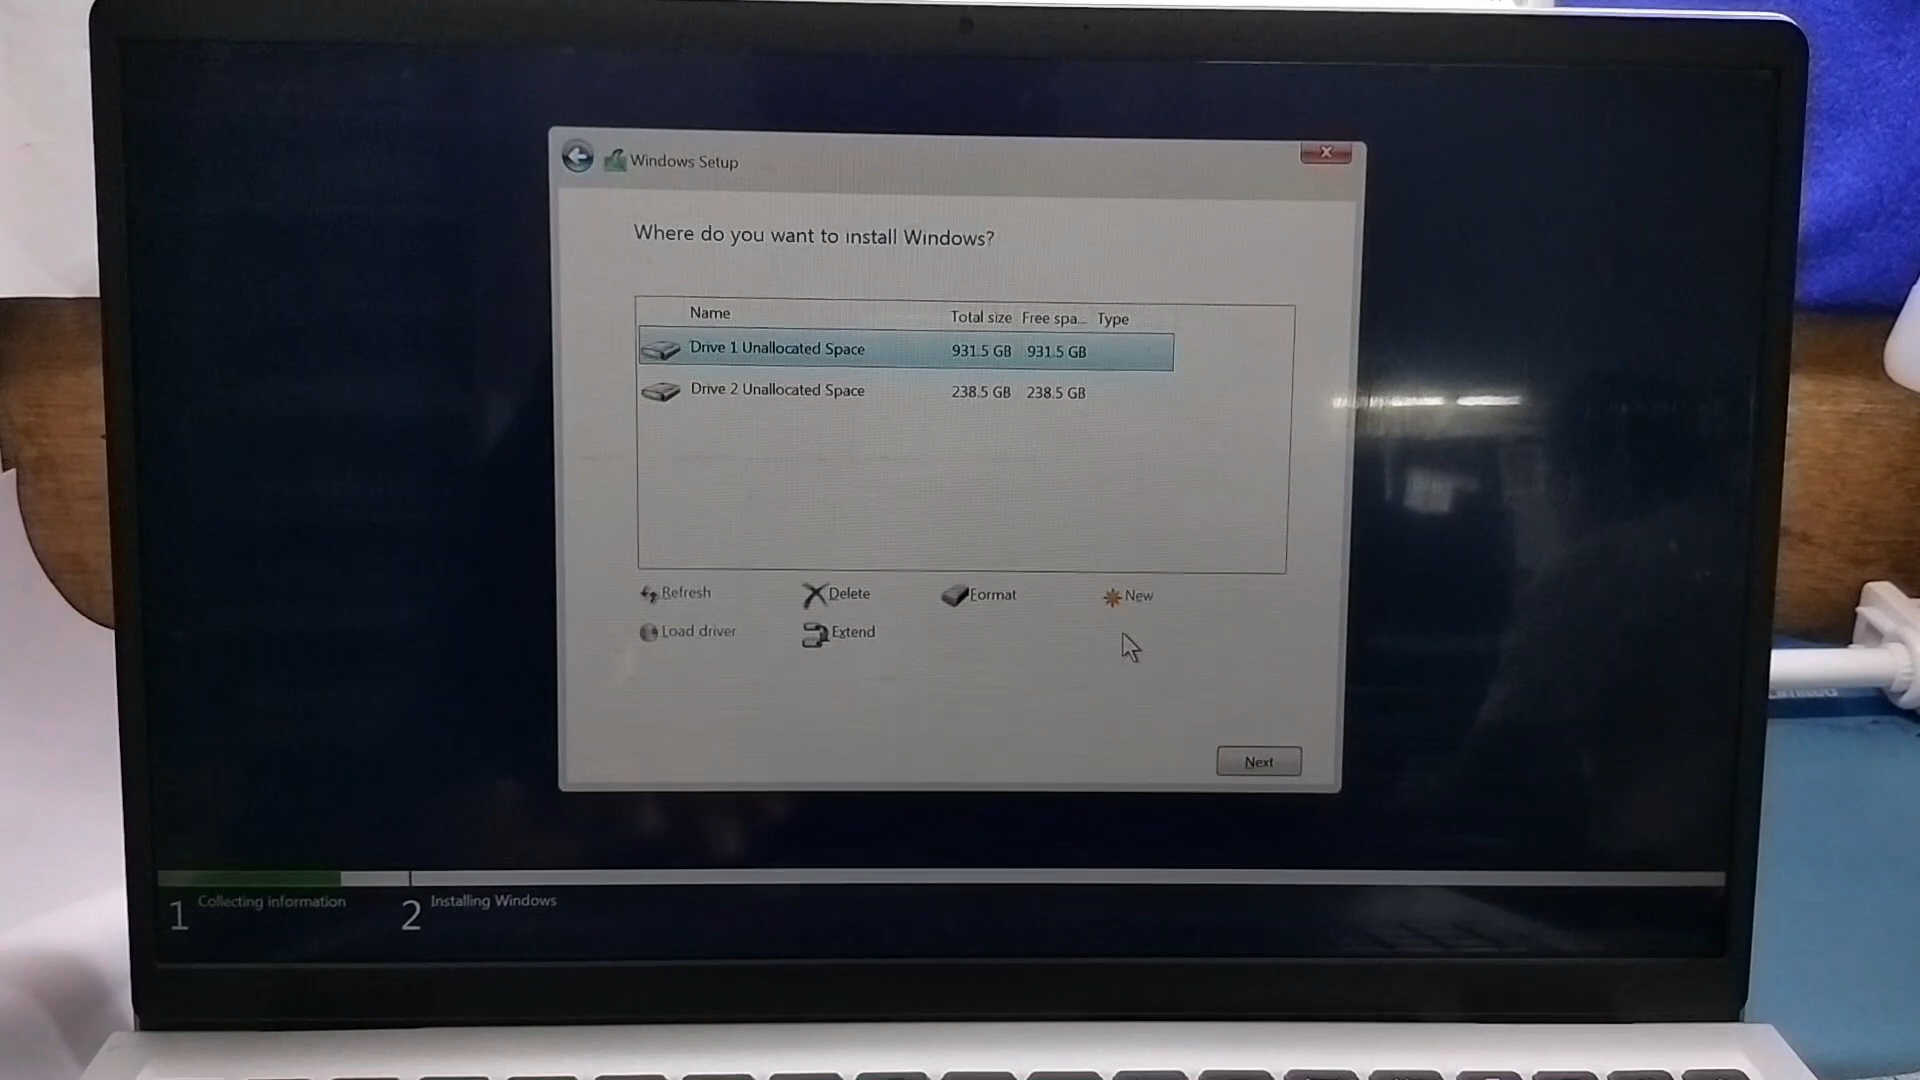 Windows Setup
Where do you want to install Windows?
Name Total size Free spa... Type
Drive 1 Unallocated Space 931.5 GB 931.5 GB
Drive 2 Unallocated Space 238.5 GB 238.5 GB
Refresh Delete Format New
Load driver Extend
Next
1 Collecting information 2 Installing Windows